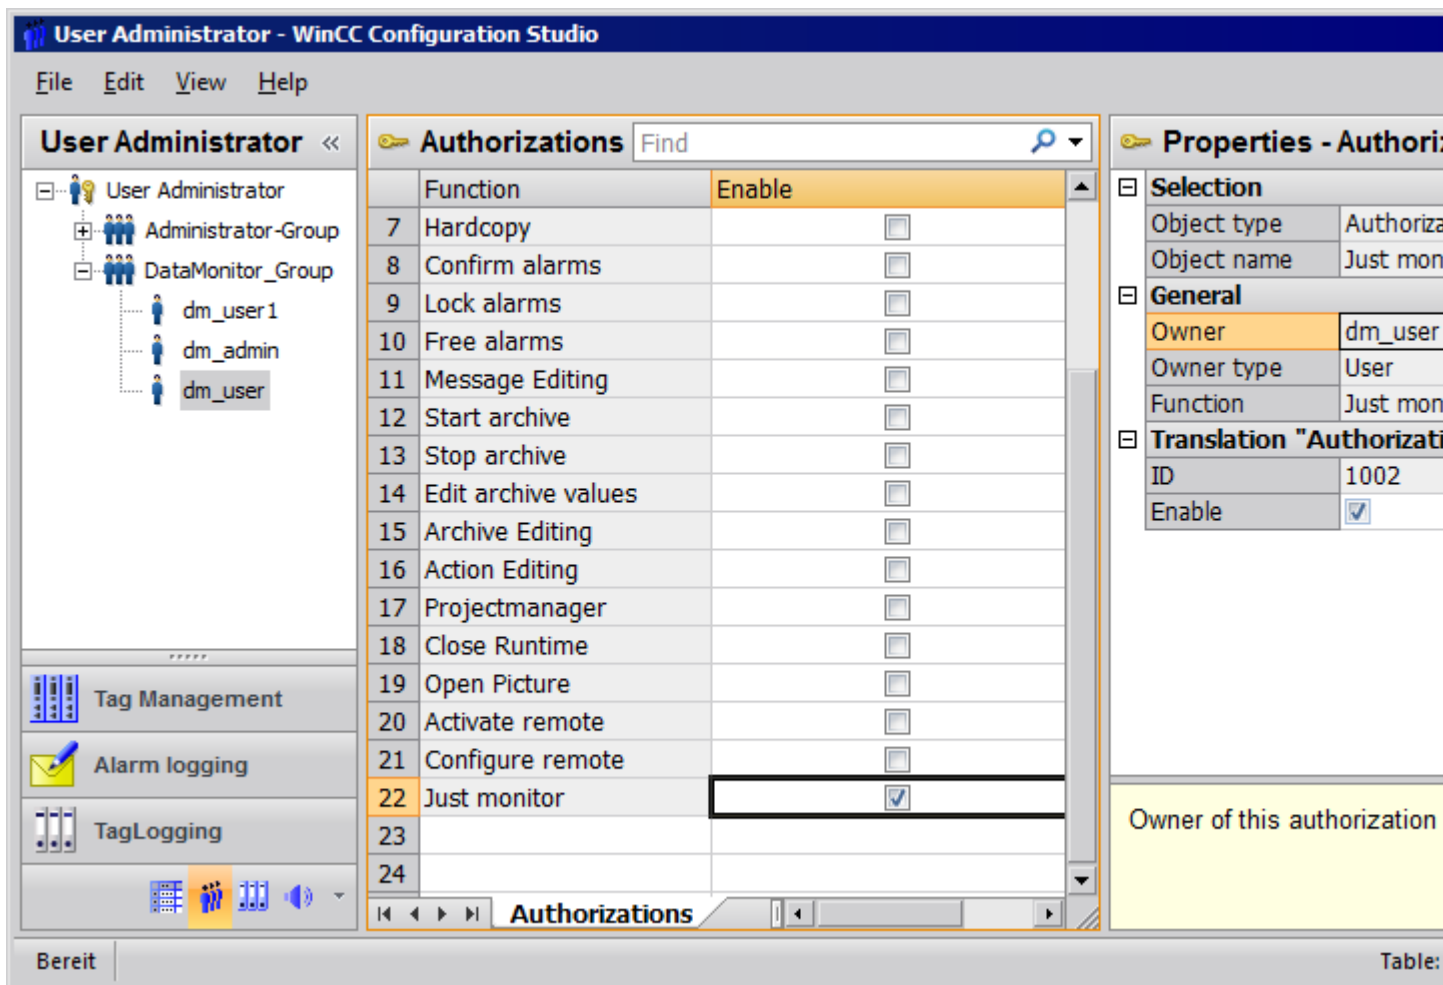 User Administrator - WinCC Configuration Studio
File Edit View Help
User Administrator «
User Administrator
Administrator-Group
DataMonitor_Group
dm_user1
dm_admin
dm_user
Tag Management
Alarm logging
TagLogging
Authorizations Find
Function Enable
7 Hardcopy
8 Confirm alarms
9 Lock alarms
10 Free alarms
11 Message Editing
12 Start archive
13 Stop archive
14 Edit archive values
15 Archive Editing
16 Action Editing
17 Projectmanager
18 Close Runtime
19 Open Picture
20 Activate remote
21 Configure remote
22 Just monitor
23
24
Authorizations
Properties - Authoriz
Selection
Object type Authoriza
Object name Just mon
General
Owner dm_user
Owner type User
Function Just mon
Translation "Authorizati
ID 1002
Enable
Owner of this authorization
Bereit Table: